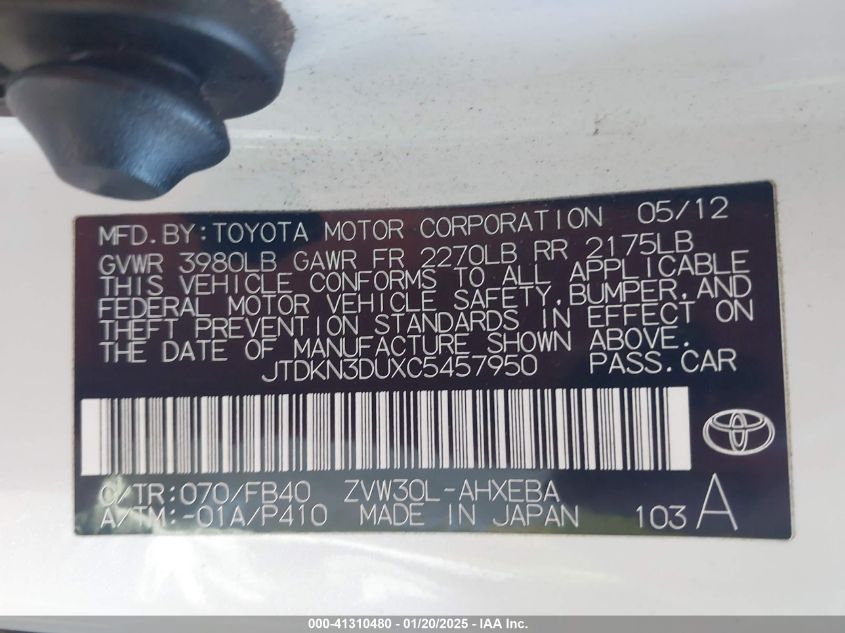 MFD. BY: TOYOTA MOTOR CORPORATION 05/12
GVWR 3980LB GAWR FR 2270LB RR 2175LB
THIS VEHICLE CONFORMS TO ALL APPLICABLE
FEDERAL MOTOR VEHICLE SAFETY, BUMPER, AND
THEFT PREVENTION STANDARDS IN EFFECT ON
THE DATE OF MANUFACTURE SHOWN ABOVE.
JTDKN3DUXC5457950 PASS. CAR
C/TR: 070/FB40 ZVW30L-AHXEBA
A/TM: -01A/P410 MADE IN JAPAN 103 A
000-41310480 - 01/20/2025 - IAA Inc.